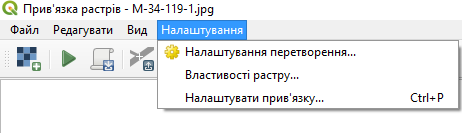 Прив'язка растрів - M-34-119-1.jpg
Файл Редагувати Вид Налаштування
Налаштування перетворення...
Властивості растру...
Налаштувати прив'язку... Ctrl+P